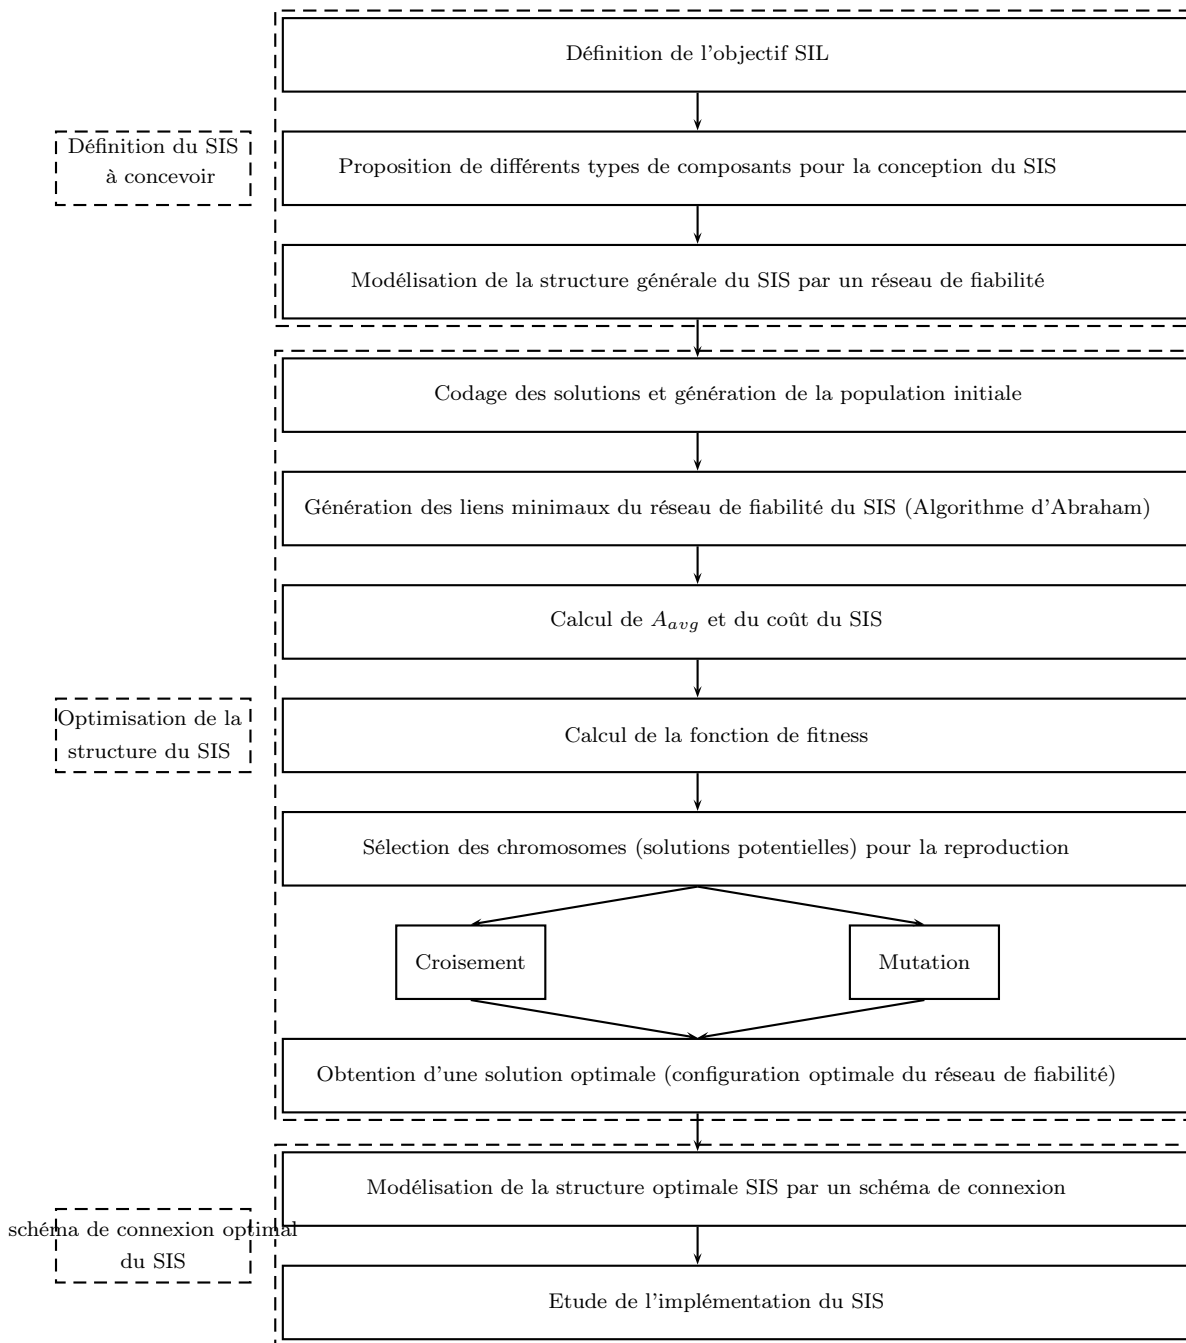 Définition de l'objectif SIL
Définition du SIS
à concevoir
Proposition de différents types de composants pour la conception du SIS
Modélisation de la structure générale du SIS par un réseau de fiabilité
Codage des solutions et génération de la population initiale
Génération des liens minimaux du réseau de fiabilité du SIS (Algorithme d'Abraham)
Calcul de A_{avg} et du coût du SIS
Optimisation de la
structure du SIS
Calcul de la fonction de fitness
Sélection des chromosomes (solutions potentielles) pour la reproduction
Croisement
Mutation
Obtention d'une solution optimale (configuration optimale du réseau de fiabilité)
Modélisation de la structure optimale SIS par un schéma de connexion
schéma de connexion optimal
du SIS
Etude de l'implémentation du SIS